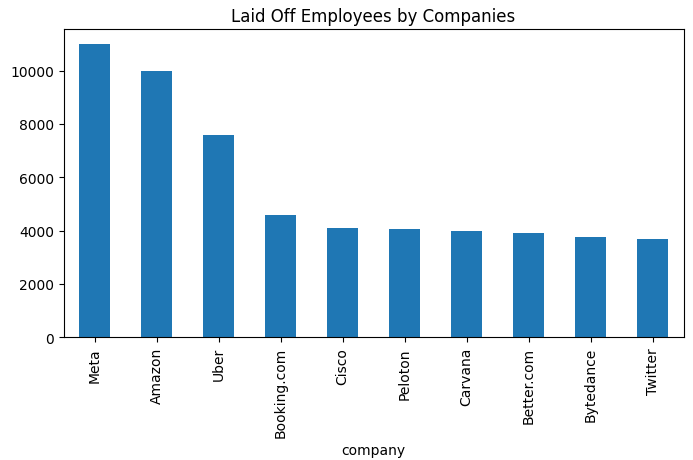 Laid Off Employees by Companies
10000
8000
6000
4000
2000
0
Meta
Amazon
Uber
Booking.com
Cisco
Peloton
Carvana
Better.com
Bytedance
Twitter
company